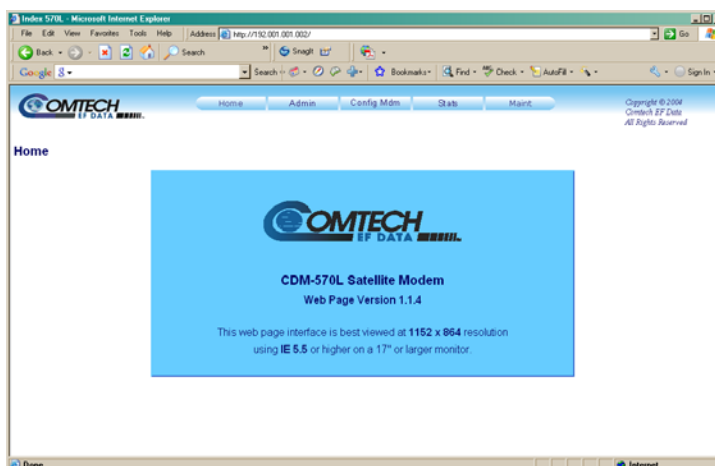 Index 570L - Microsoft Internet Explorer
File Edit View Favorites Tools Help Address http://192.001.001.002/ Go
Back Search SnagIt
Google Search Bookmarks Find Check AutoFill Sign In
COMTECH
EF DATA
Home Admin Config Mdm Stats Maint
Copyright © 2004
Comtech EF Data
All Rights Reserved
Home
COMTECH
EF DATA
CDM-570L Satellite Modem
Web Page Version 1.1.4
This web page interface is best viewed at 1152 x 864 resolution
using IE 5.5 or higher on a 17" or larger monitor.
Done Internet